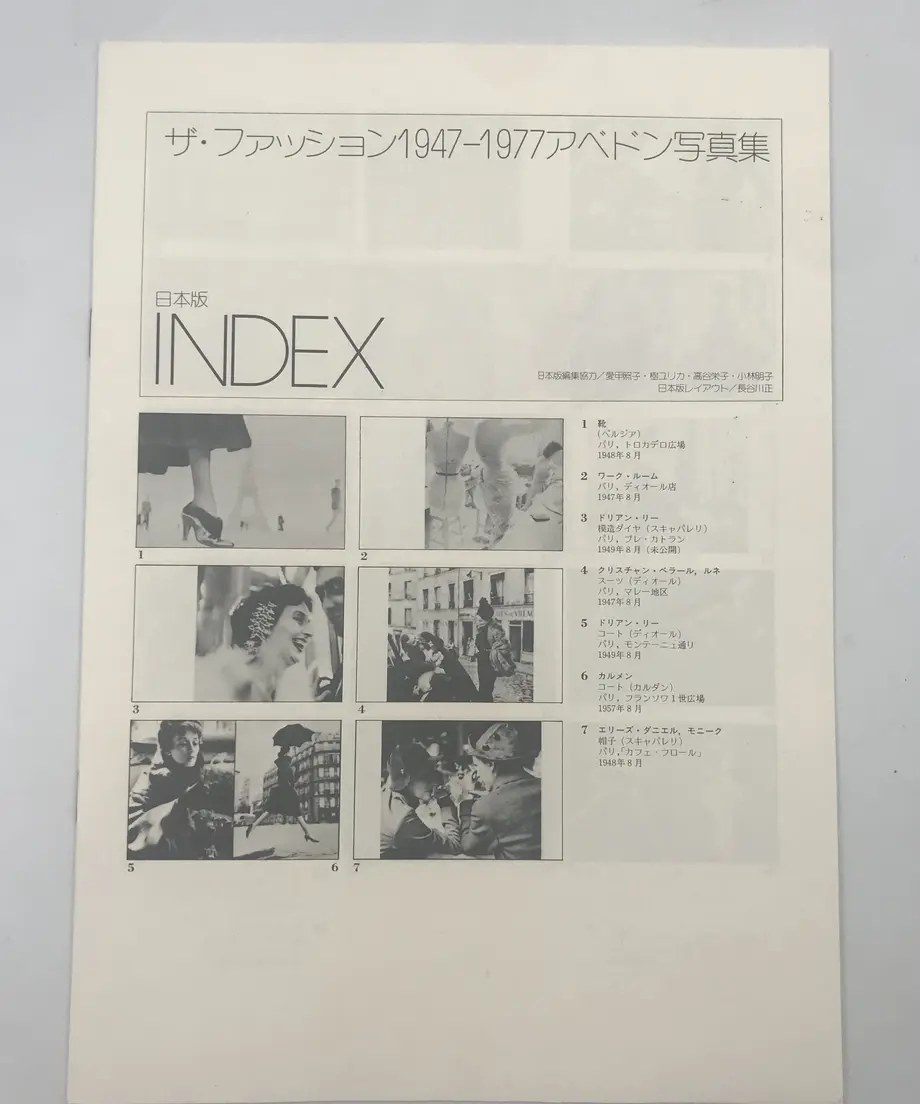 ザ・ファッション1947-1977アベドン写真集
日本版
INDEX
日本版編集協力／愛甲照子・樹ユリカ・高谷栄子・小林明子
日本版レイアウト／長谷川正
1 靴
（ベルジア）
パリ，トロカデロ広場
1948年8月
2 ワーク・ルーム
パリ，ディオール店
1947年8月
3 ドリアン・リー
模造ダイヤ（スキャパレリ）
パリ，プレ・カトラン
1949年8月（未公開）
4 クリスチャン・ベラール，ルネ
スーツ（ディオール）
パリ，マレー地区
1947年8月
5 ドリアン・リー
コート（ディオール）
パリ，モンテーニュ通り
1949年8月
6 カルメン
コート（カルダン）
パリ，フランソワ1世広場
1957年8月
7 エリーズ・ダニエル，モニーク
帽子（スキャパレリ）
パリ，「カフェ・フロール」
1948年8月
1
2
3
4
5
6
7